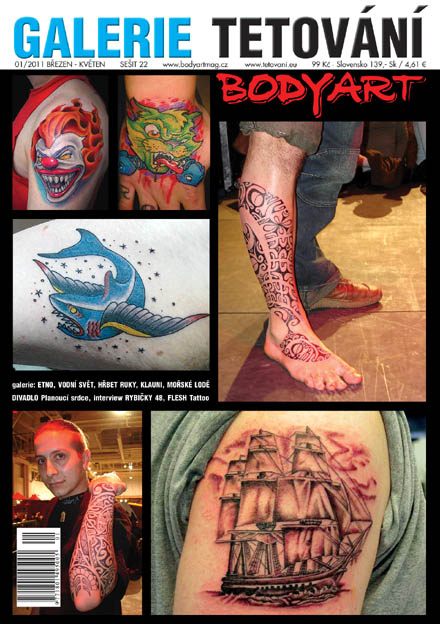 GALERIE TETOVÁNÍ
01/2011 BŘEZEN - KVĚTEN SEŠIT 22 www.bodyartmag.cz www.tetovani.eu 99 Kč - Slovensko 139,- Sk / 4,61 €
BODYART
galerie: ETNO, VODNÍ SVĚT, HŘBET RUKY, KLAUNI, MOŘSKÉ LODĚ
DIVADLO Planoucí srdce, interview RYBIČKY 48, FLESH Tattoo